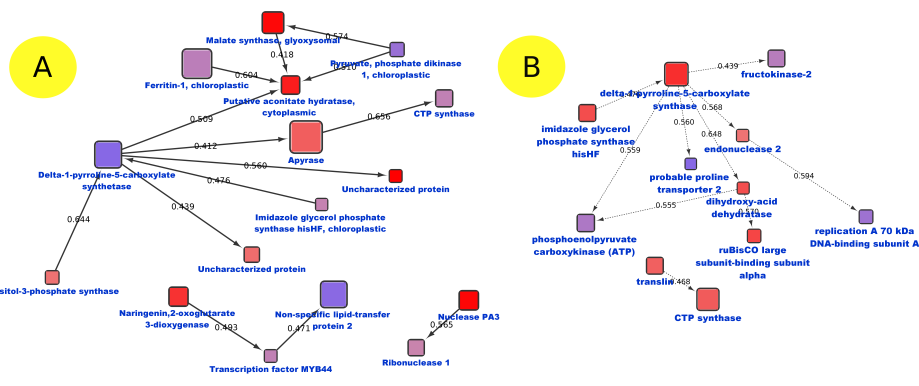 A
Malate synthase, glyoxysomal
0.574
0.418
Pyruvate, phosphate dikinase
1, chloroplastic
0.510
0.604
Ferritin-1, chloroplastic
Putative aconitate hydratase,
cytoplasmic
CTP synthase
0.509
0.656
0.412
Apyrase
Delta-1-pyrroline-5-carboxylate
synthetase
0.560
Uncharacterized protein
0.476
0.439
Imidazole glycerol phosphate
synthase hisHF, chloroplastic
0.644
Uncharacterized protein
sitol-3-phosphate synthase
Naringenin,2-oxoglutarate
3-dioxygenase
0.493
Non-spesific lipid-transfer
protein 2
0.471
Transcription factor MYB44
Nuclease PA3
0.565
Ribonuclease 1
B
0.439
fructokinase-2
delta-1-pyrroline-5-carboxylate
synthase
imidazole glycerol
phosphate synthase
hisHF
0.568
0.560
0.648
endonuclease 2
0.559
probable proline
transporter 2
0.594
dihydroxy-acid
dehydratase
0.555
phosphoenolpyruvate
carboxykinase (ATP)
ruBisCO large
subunit-binding subunit
alpha
replication A 70 kDa
DNA-binding subunit A
translin
0.468
CTP synthase